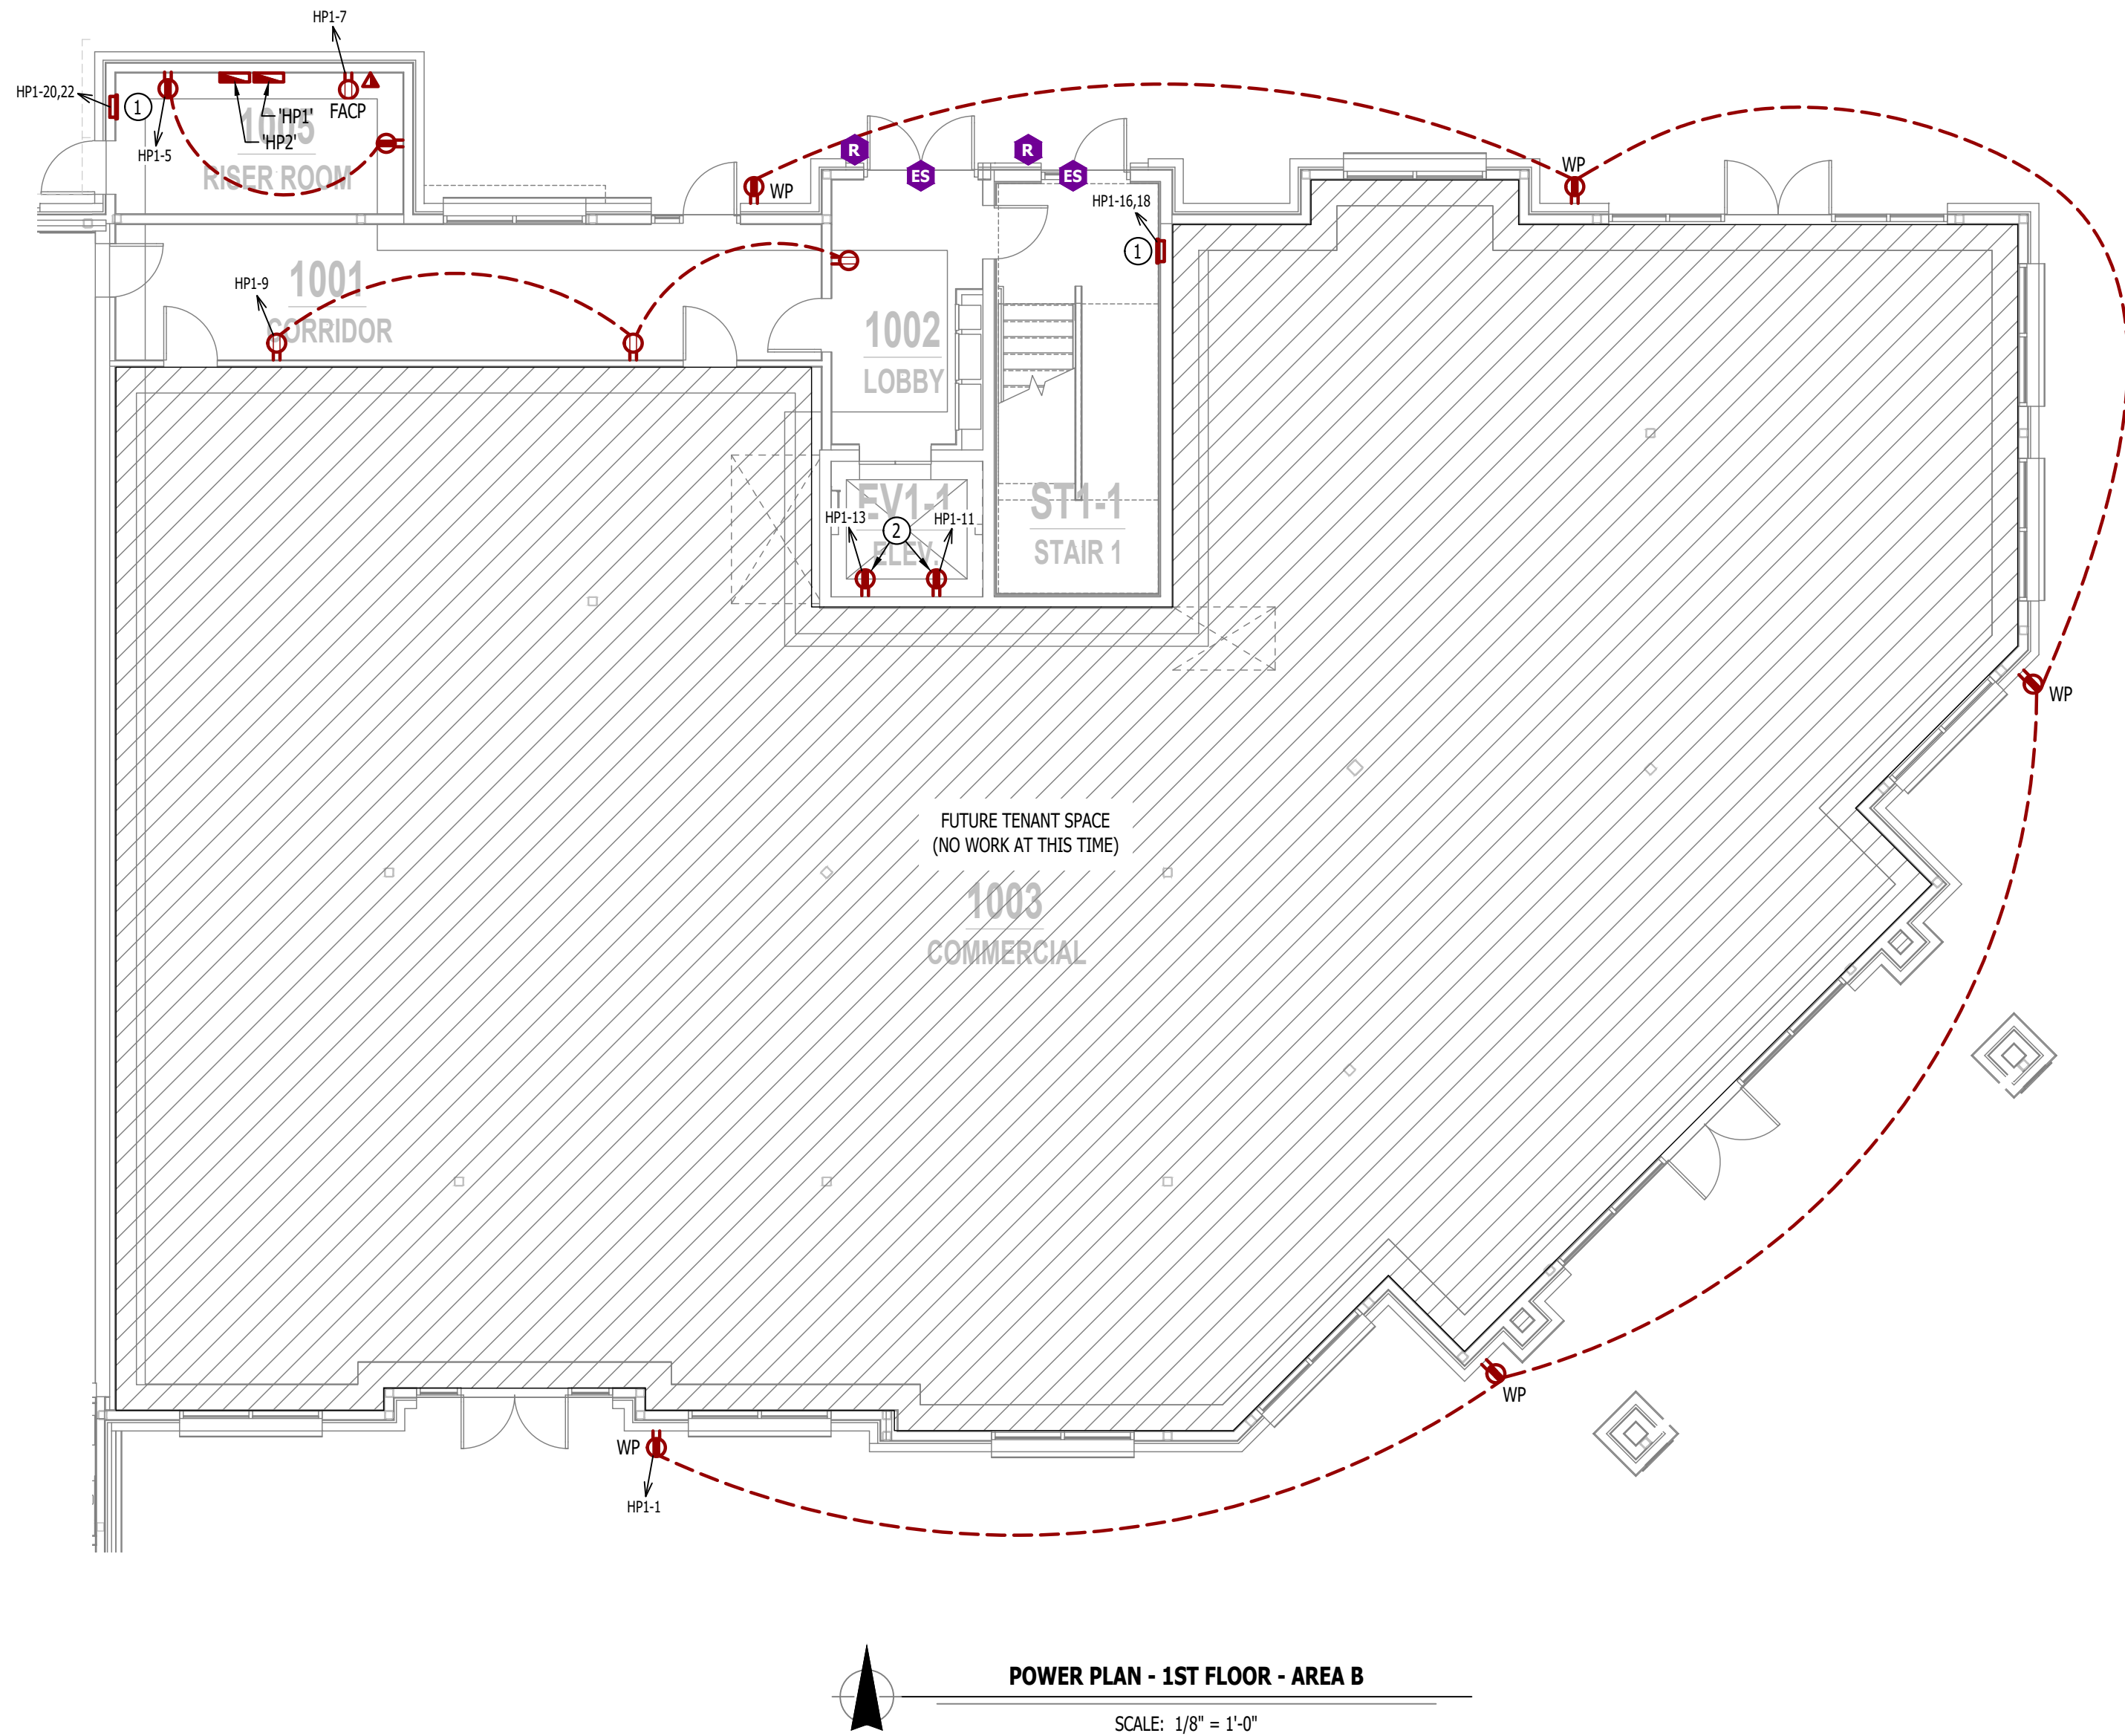 HP1-7
HP1-20,22
1
'HP1'
FACP
1005
'HP2'
HP1-5
RISER ROOM
R
R
ES
ES
WP
WP
HP1-16,18
1
1001
HP1-9
CORRIDOR
1002
LOBBY
EV1-1
ST1-1
HP1-13
2
HP1-11
ELEV.
STAIR 1
WP
FUTURE TENANT SPACE
(NO WORK AT THIS TIME)
1003
COMMERCIAL
WP
WP
HP1-1
POWER PLAN - 1ST FLOOR - AREA B
SCALE: 1/8" = 1'-0"